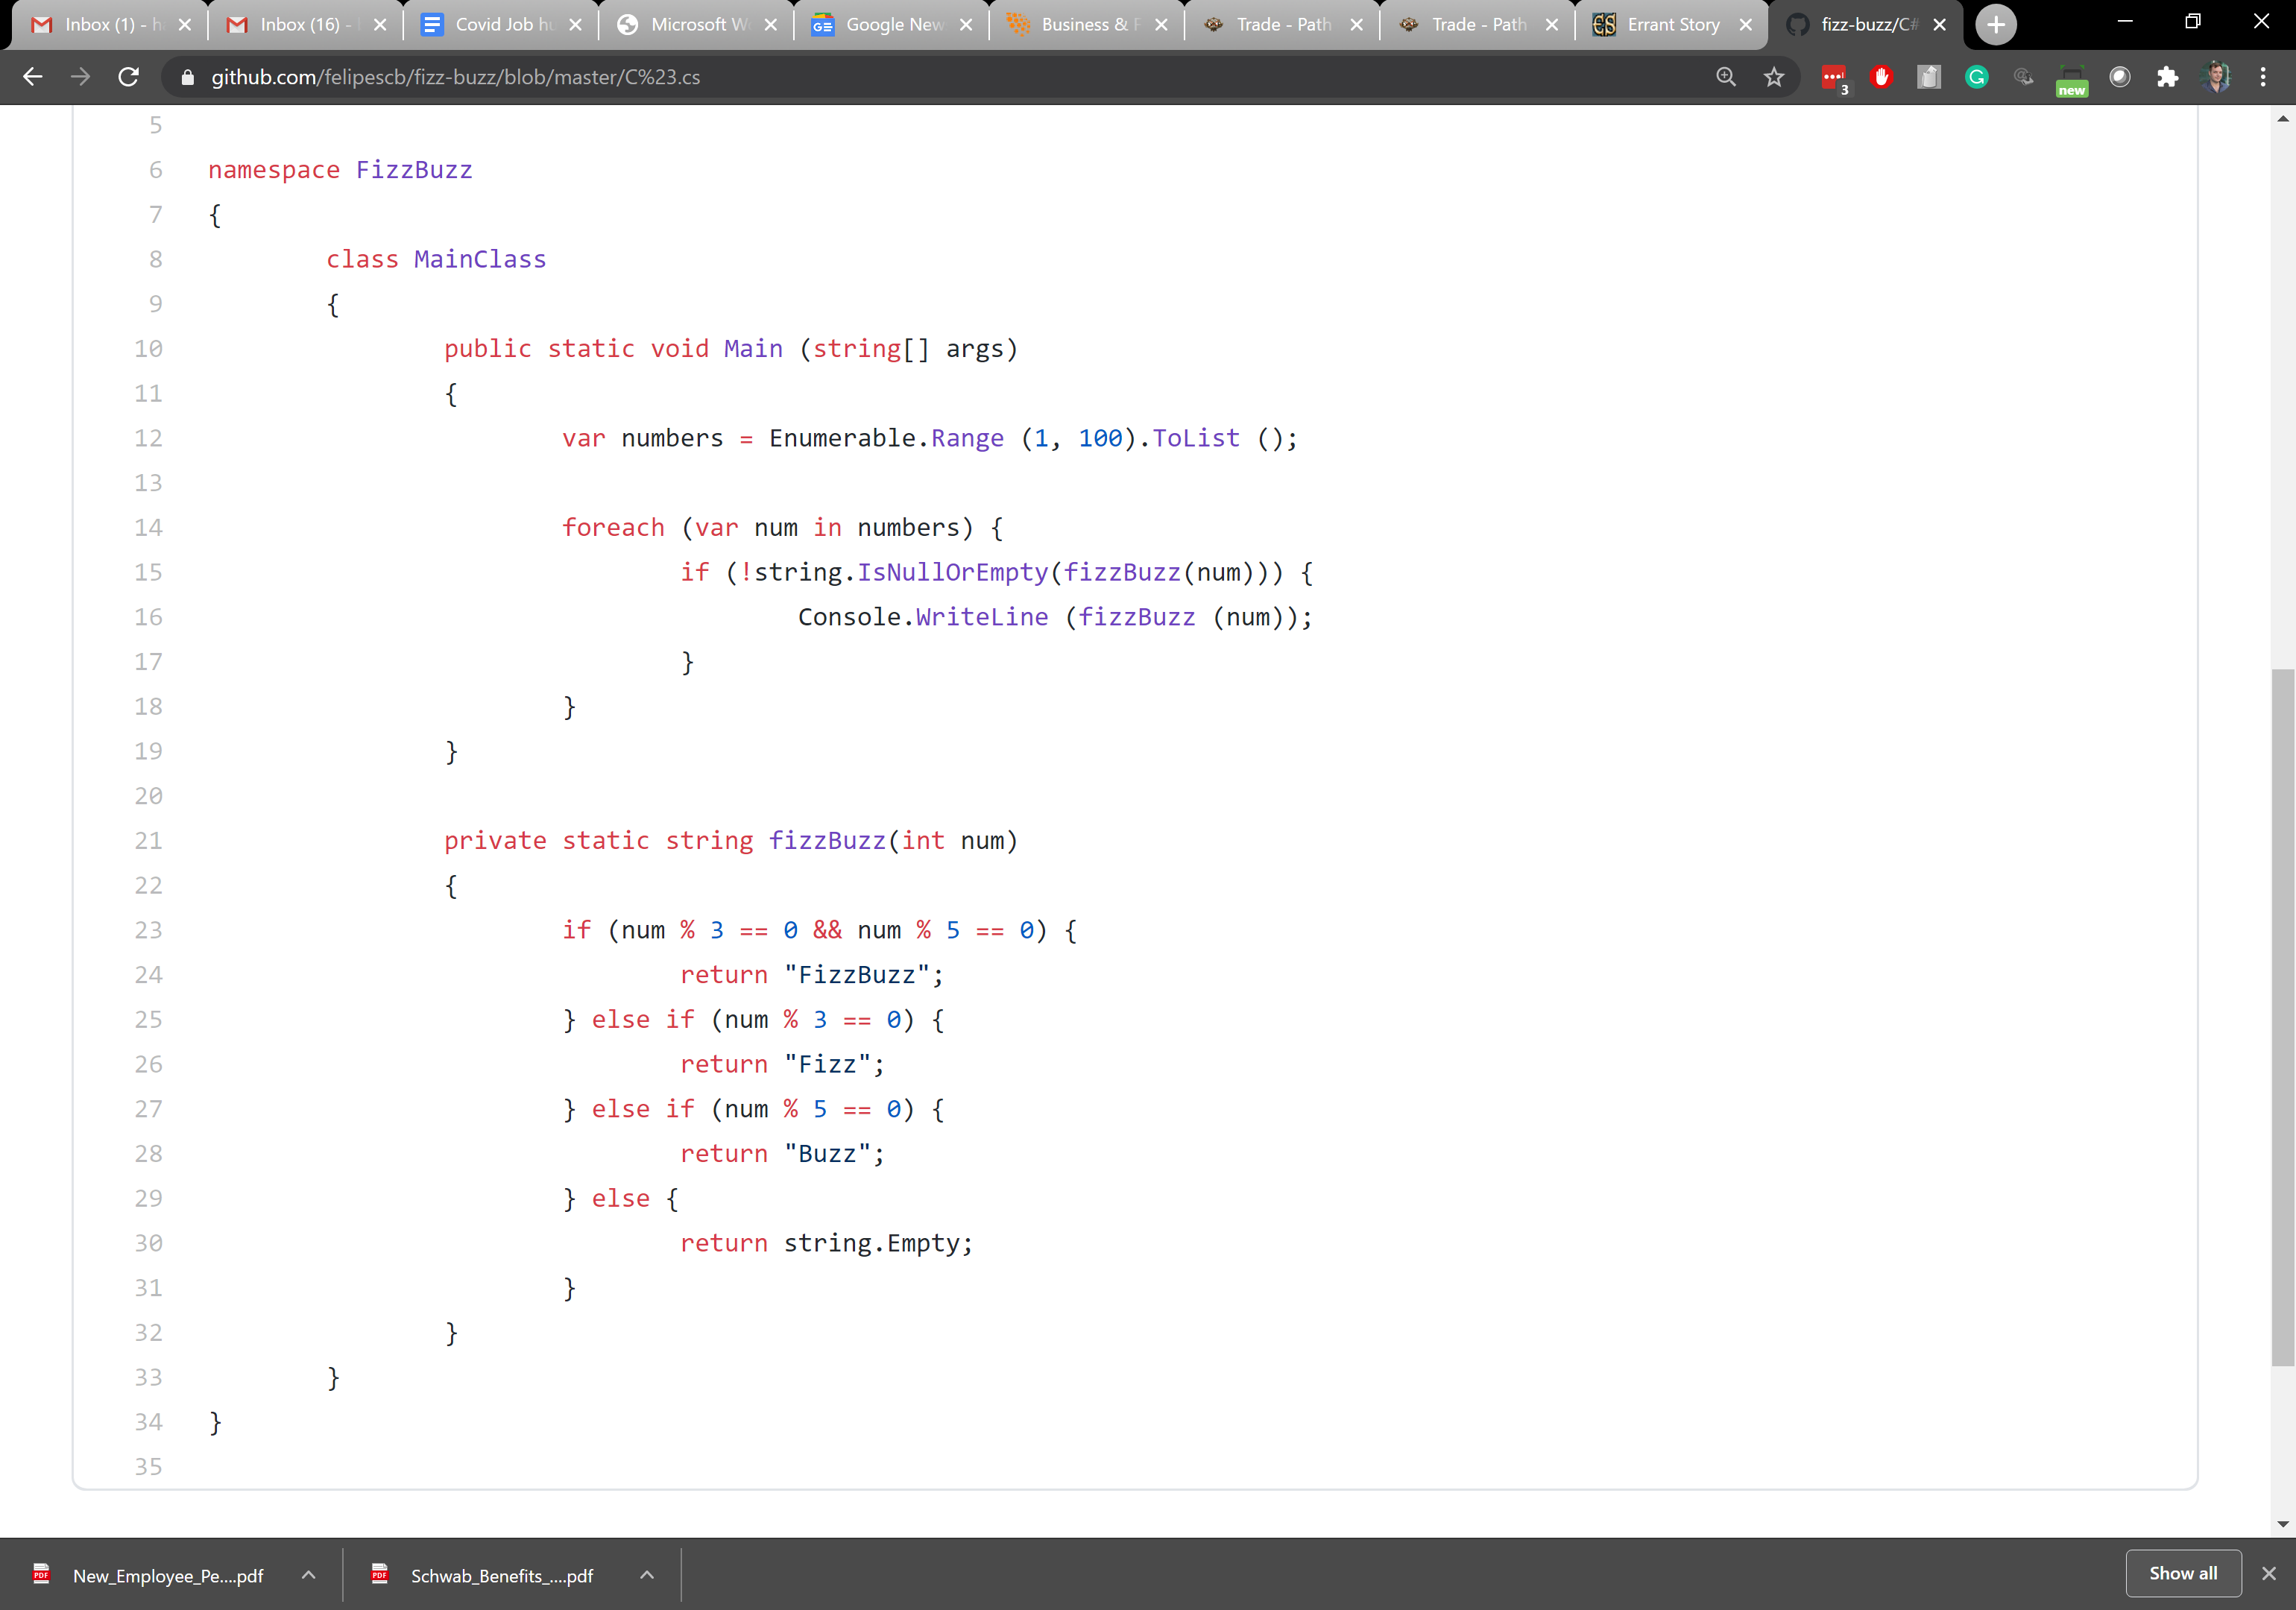 Inbox (1) - h
Inbox (16) -
Covid Job hu
Microsoft Wo
Google New
Business & F
Trade - Path
Trade - Path
Errant Story
fizz-buzz/C#
github.com/felipescb/fizz-buzz/blob/master/C%23.cs
3
new
5
6 namespace FizzBuzz
7 {
8 class MainClass
9 {
10 public static void Main (string[] args)
11 {
12 var numbers = Enumerable.Range (1, 100).ToList ();
13
14 foreach (var num in numbers) {
15 if (!string.IsNullOrEmpty(fizzBuzz(num))) {
16 Console.WriteLine (fizzBuzz (num));
17 }
18 }
19 }
20
21 private static string fizzBuzz(int num)
22 {
23 if (num % 3 == 0 && num % 5 == 0) {
24 return "FizzBuzz";
25 } else if (num % 3 == 0) {
26 return "Fizz";
27 } else if (num % 5 == 0) {
28 return "Buzz";
29 } else {
30 return string.Empty;
31 }
32 }
33 }
34 }
35
New_Employee_Pe....pdf
Schwab_Benefits_....pdf
Show all